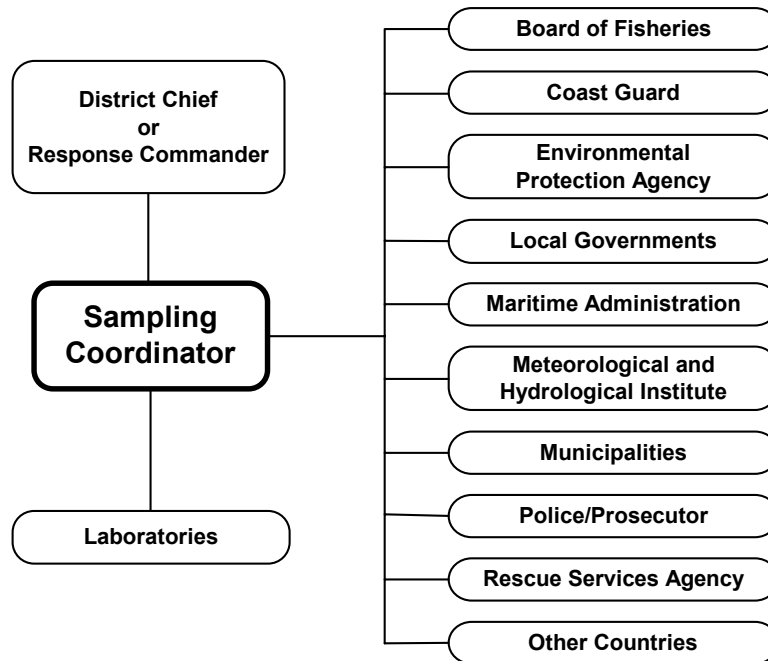 District Chief
or
Response Commander
Sampling
Coordinator
Laboratories
Board of Fisheries
Coast Guard
Environmental
Protection Agency
Local Governments
Maritime Administration
Meteorological and
Hydrological Institute
Municipalities
Police/Prosecutor
Rescue Services Agency
Other Countries